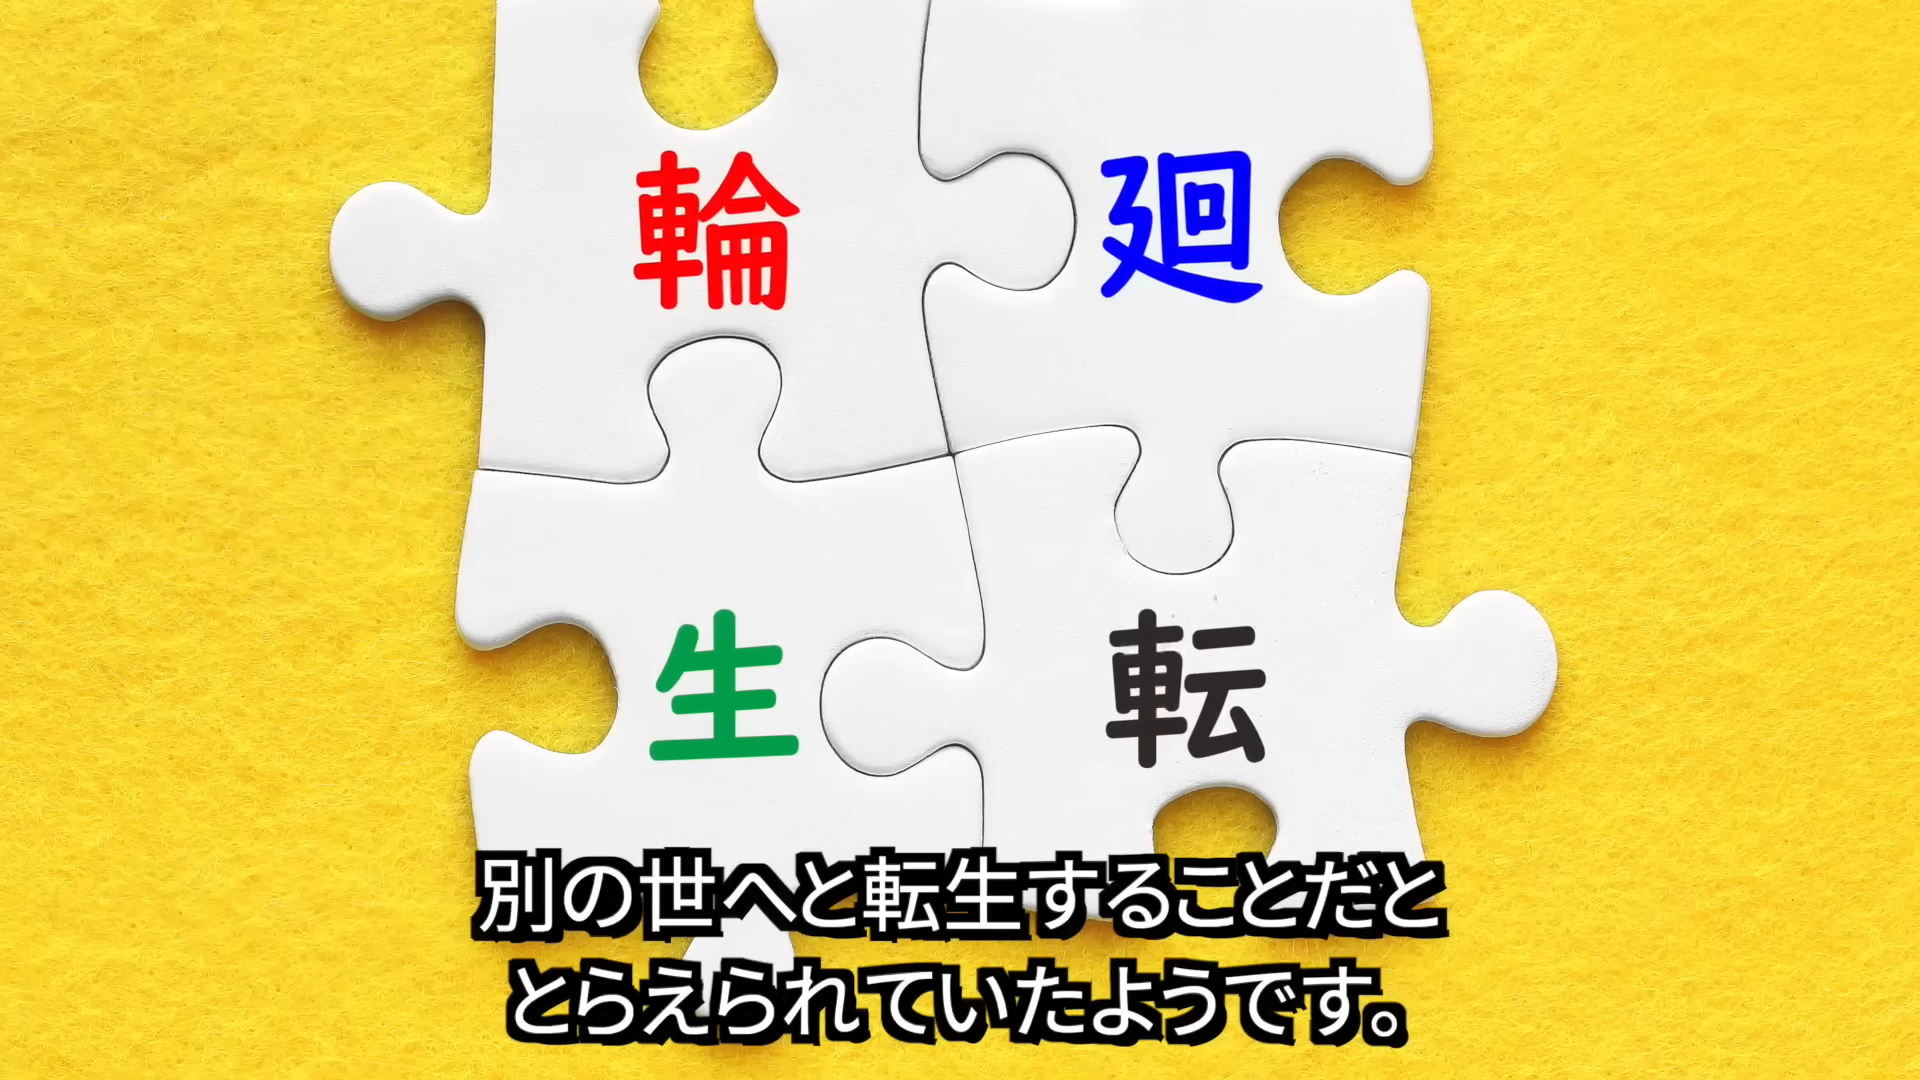 輪廻
生転
別の世へと転生することだと
とらえられていたようです。